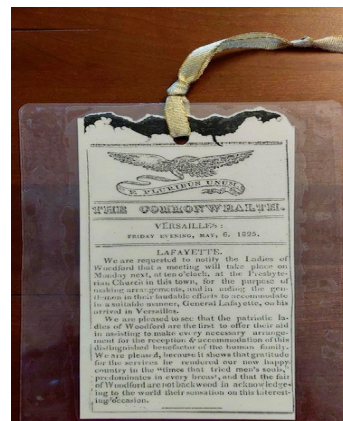 E PLURIBUS UNUM
THE COMMONWEALTH.
VERSAILLES:
FRIDAY EVENING, MAY, 6, 1825.
LAFAYETTE.
We are requested to notify the Ladies of
Woodford that a meeting will take place on
Monday next, at ten o'clock, at the Presbyte-
rian Church in this town, for the purpose of
making arrangements, and in aiding the gen-
tlemen in their laudable efforts to accommodate
in a suitable manner, General Lafayette, on his
arrival in Versailles.
We are pleased to see that the patriotic la-
dies of Woodford are the first to offer their aid
in assisting to make every necessary arrange-
ment for the reception & accommodation of this
distinguished benefactor of the human family.
We are pleased, because it shows that gratitude
for the services he rendered our now happy
country in the "times that tried men's souls,"
predominates in every breast, and that the fair
of Woodford are not backwood in acknowledge-
ing to the world their sensation on this interest-
ing occasion.